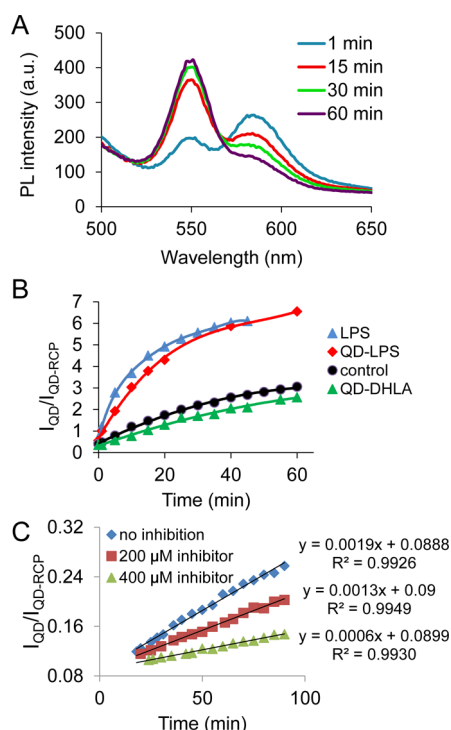 A
PL intensity (a.u.)
500
400
300
200
100
0
500 550 600 650
Wavelength (nm)
1 min
15 min
30 min
60 min
B
I_QD/I_QD-RCP
7
6
5
4
3
2
1
0
0 20 40 60
Time (min)
LPS
QD-LPS
control
QD-DHLA
C
I_QD/I_QD-RCP
0.32
0.24
0.16
0.08
0 50 100
Time (min)
no inhibition
200 µM inhibitor
400 µM inhibitor
y = 0.0019x + 0.0888
R² = 0.9926
y = 0.0013x + 0.09
R² = 0.9949
y = 0.0006x + 0.0899
R² = 0.9930